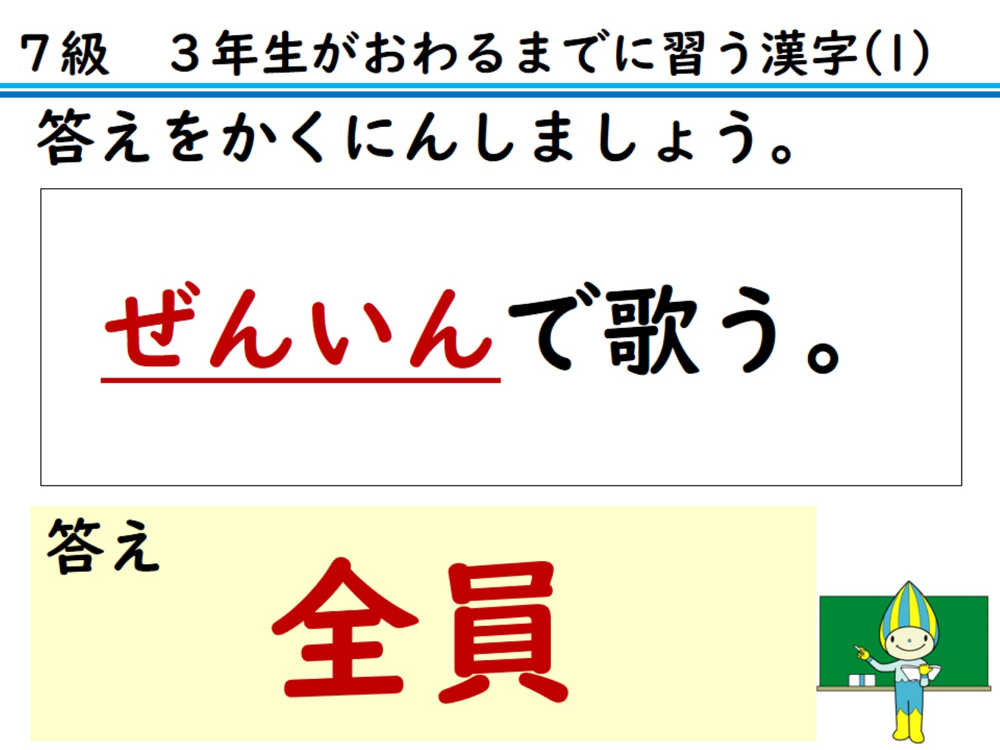 ７級　３年生がおわるまでに習う漢字(1)
答えをかくにんしましょう。
ぜんいんで歌う。
答え
全員